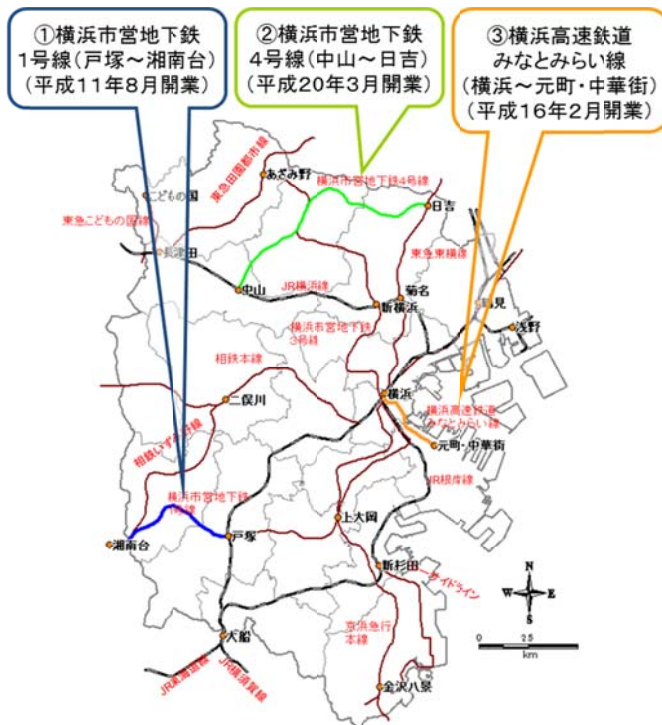 ①横浜市営地下鉄
1号線(戸塚～湘南台)
(平成11年8月開業)
②横浜市営地下鉄
4号線(中山～日吉)
(平成20年3月開業)
③横浜高速鉄道
みなとみらい線
(横浜～元町・中華街)
(平成16年2月開業)
東急田園都市線
あざみ野
こどもの国
横浜市営地下鉄4号線
日吉
東急こどもの国線
長津田
東急東横線
中山
JR横浜線
菊名
新横浜
鶴見
浅野
横浜市営地下鉄
3号線
相鉄本線
横浜
二俣川
横浜高速鉄道
みなとみらい線
元町・中華街
相鉄いずみ野線
JR根岸線
横浜市営地下鉄
1号線
上大岡
戸塚
湘南台
新杉田
シーサイドライン
N
W
E
S
大船
京浜急行
本線
0
2.5
km
JR東海道線
JR横須賀線
金沢八景